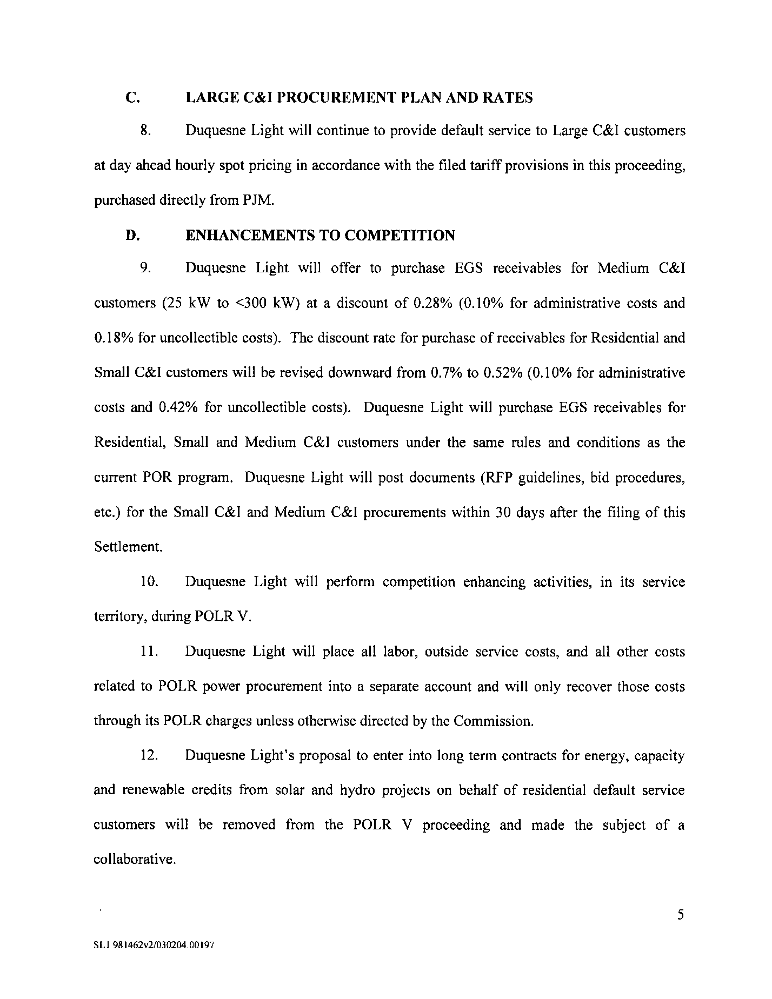 C. LARGE C&I PROCUREMENT PLAN AND RATES
8. Duquesne Light will continue to provide default service to Large C&I customers
at day ahead hourly spot pricing in accordance with the filed tariff provisions in this proceeding,
purchased directly from PJM.
D. ENHANCEMENTS TO COMPETITION
9. Duquesne Light will offer to purchase EGS receivables for Medium C&I
customers (25 kW to <300 kW) at a discount of 0.28% (0.10% for administrative costs and
0.18% for uncollectible costs). The discount rate for purchase of receivables for Residential and
Small C&I customers will be revised downward from 0.7% to 0.52% (0.10% for administrative
costs and 0.42% for uncollectible costs). Duquesne Light will purchase EGS receivables for
Residential, Small and Medium C&I customers under the same rules and conditions as the
current POR program. Duquesne Light will post documents (RFP guidelines, bid procedures,
etc.) for the Small C&I and Medium C&I procurements within 30 days after the filing of this
Settlement.
10. Duquesne Light will perform competition enhancing activities, in its service
territory, during POLR V.
11. Duquesne Light will place all labor, outside service costs, and all other costs
related to POLR power procurement into a separate account and will only recover those costs
through its POLR charges unless otherwise directed by the Commission.
12. Duquesne Light's proposal to enter into long term contracts for energy, capacity
and renewable credits from solar and hydro projects on behalf of residential default service
customers will be removed from the POLR V proceeding and made the subject of a
collaborative.
5
SL1 981462v2/030204.00197